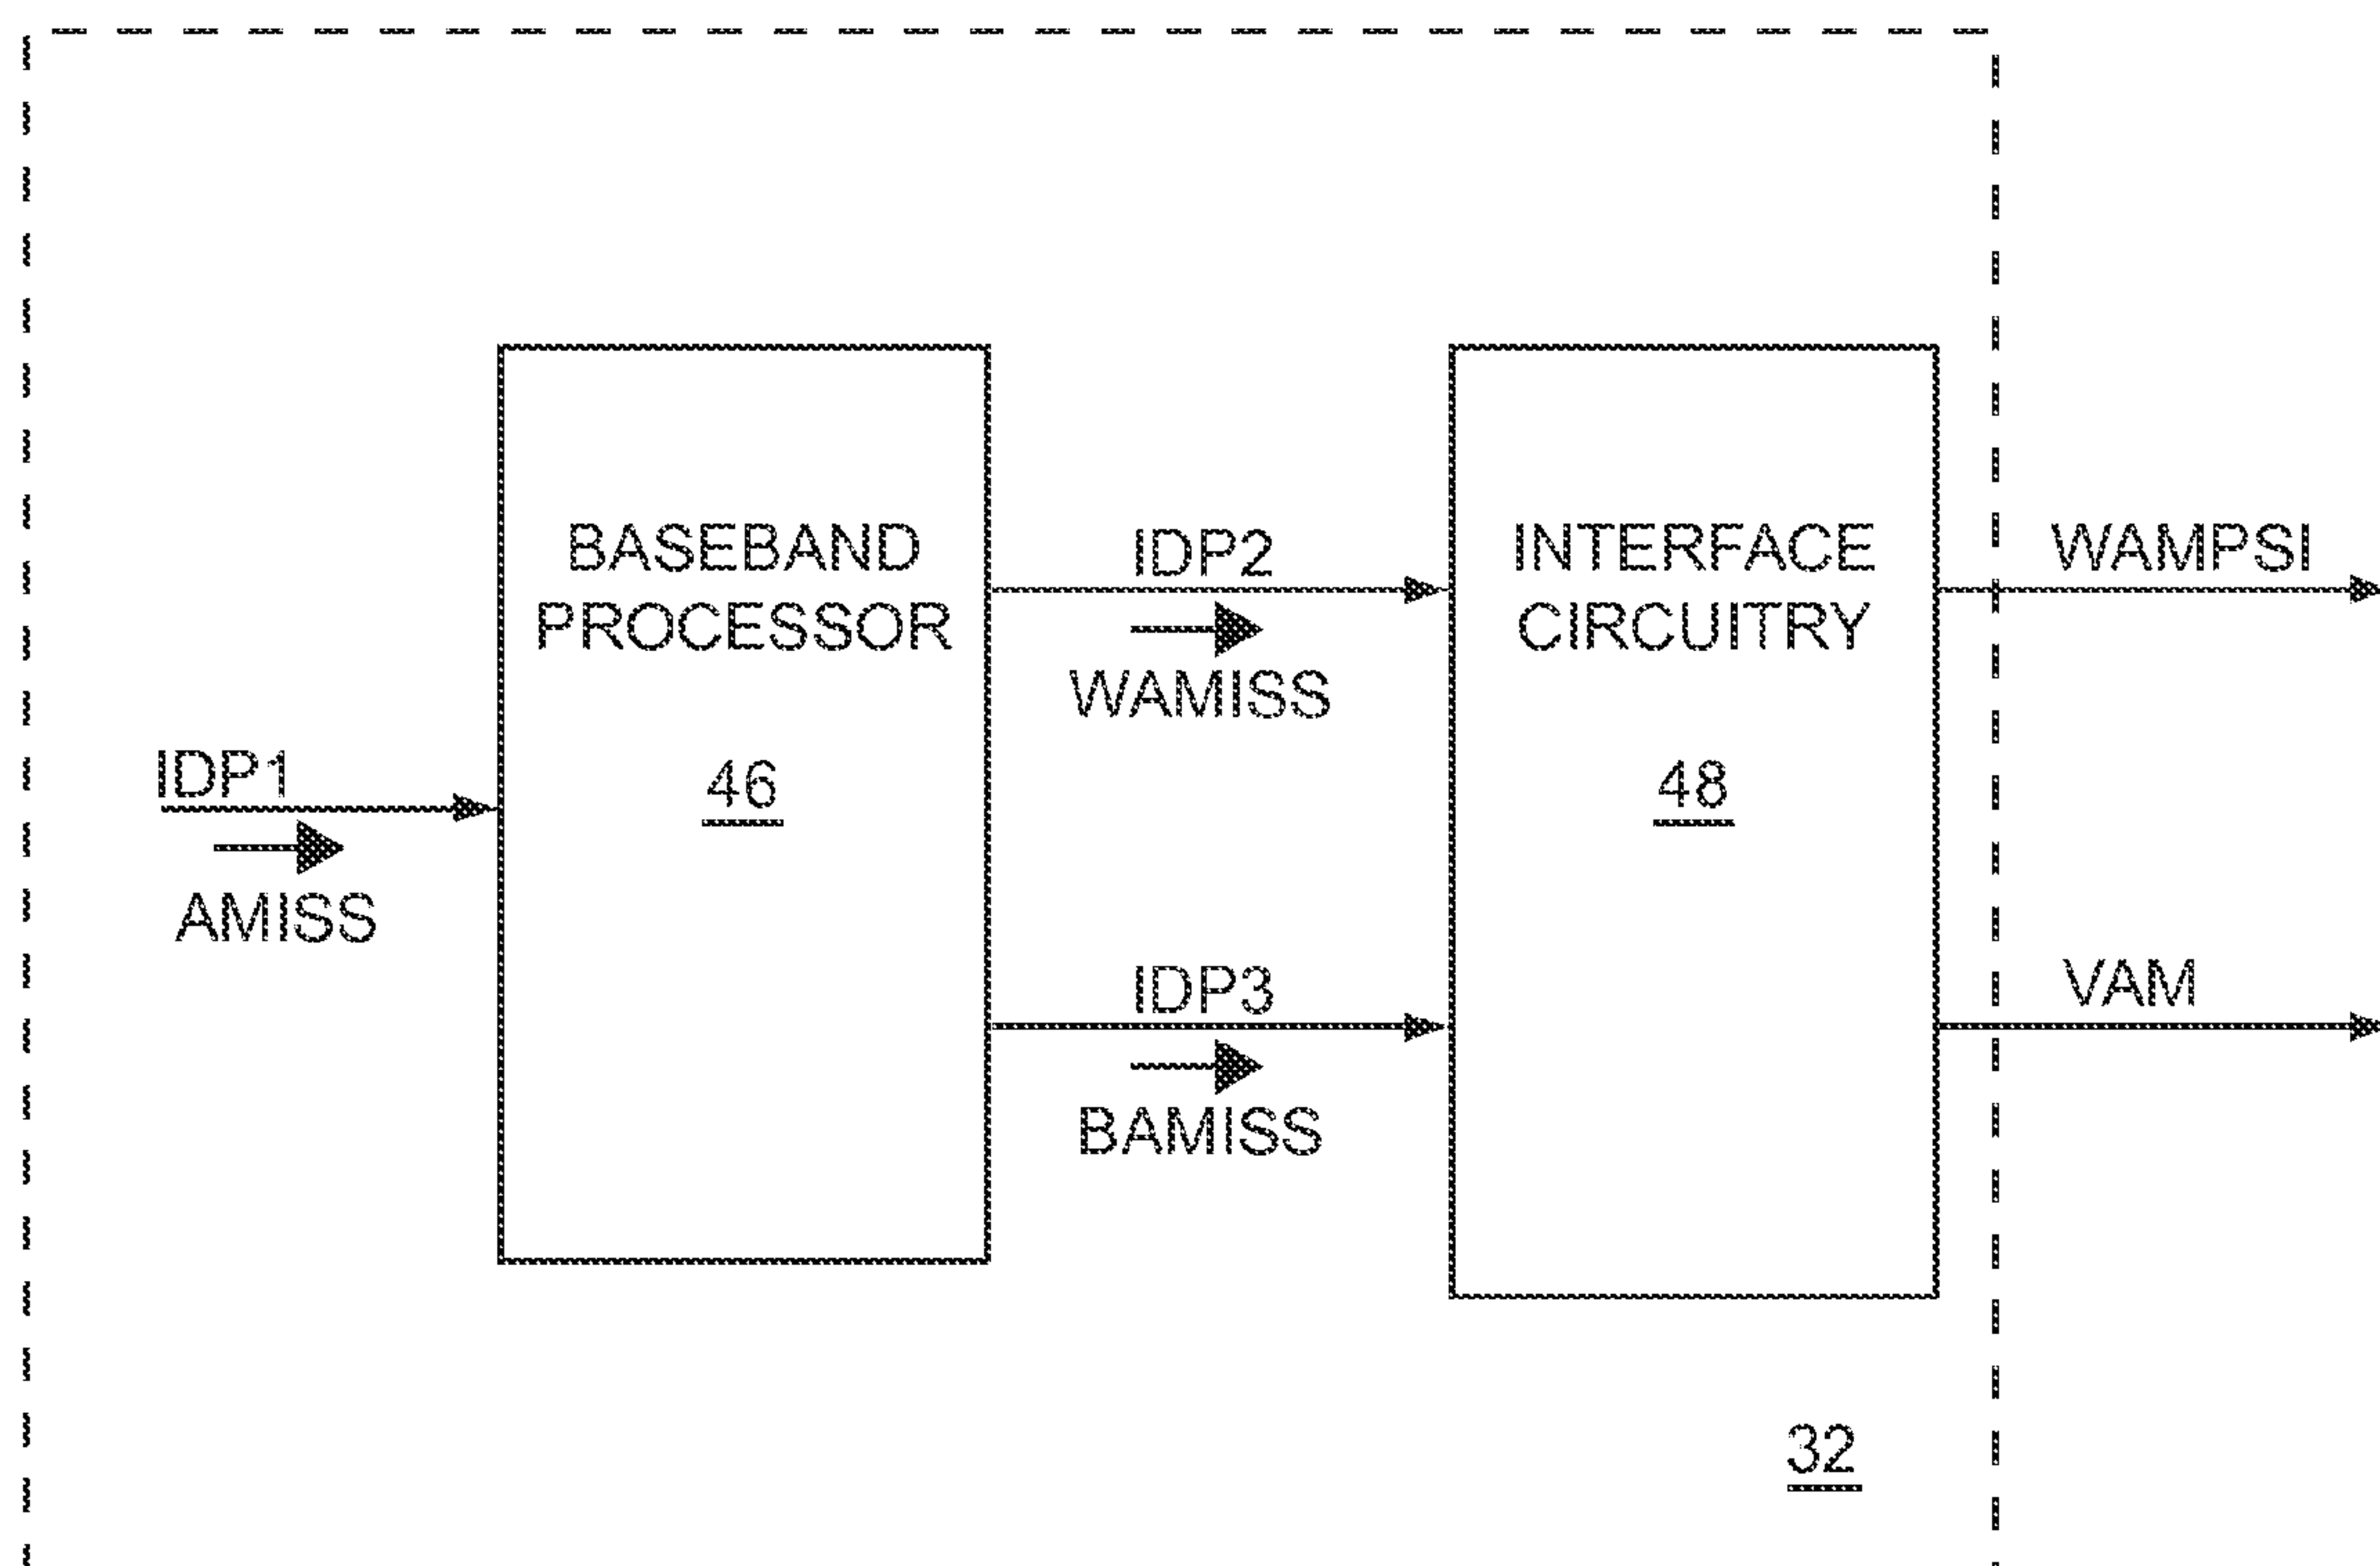 BASEBAND
PROCESSOR
46
IDP1
AMISS
IDP2
WAMISS
IDP3
BAMISS
INTERFACE
CIRCUITRY
48
WAMPSI
VAM
32